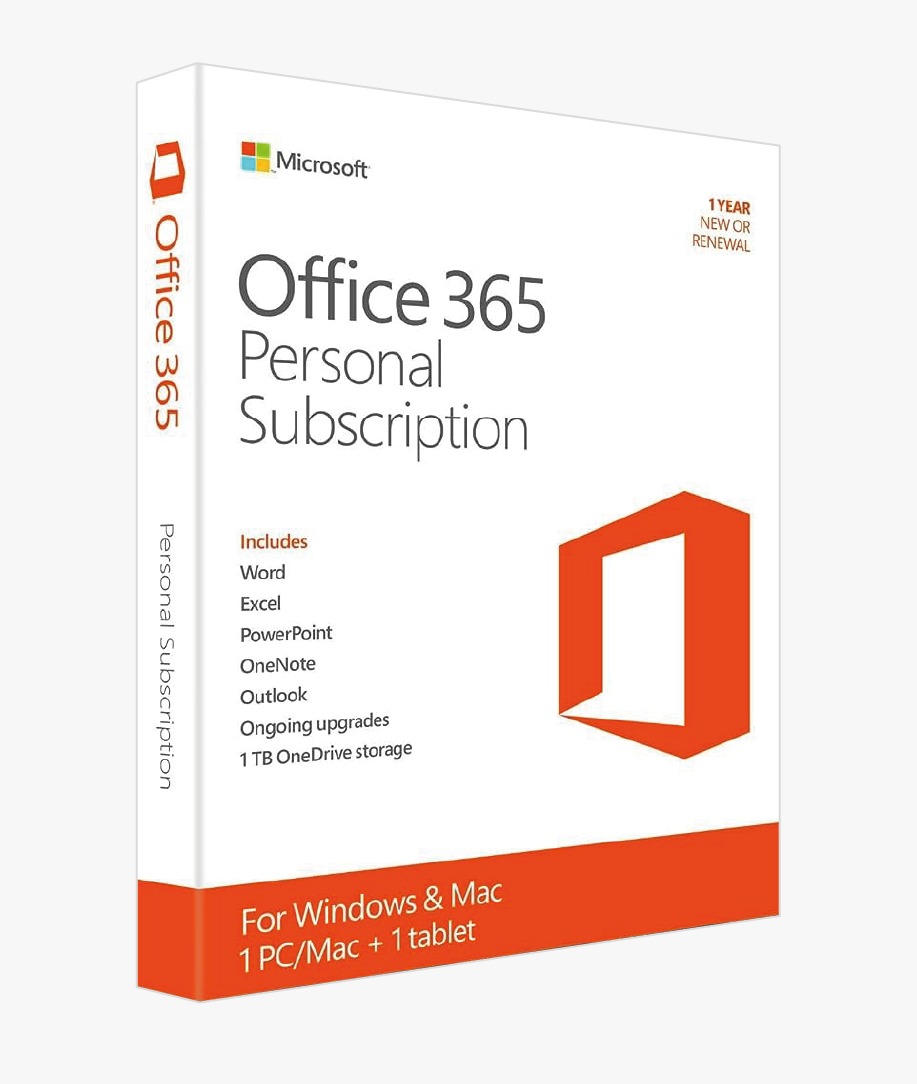 Microsoft
1 YEAR
NEW OR
RENEWAL
Office 365
Personal
Subscription
Includes
Word
Excel
PowerPoint
OneNote
Outlook
Ongoing upgrades
1 TB OneDrive storage
For Windows & Mac
1 PC/Mac + 1 tablet
Office 365
Personal Subscription